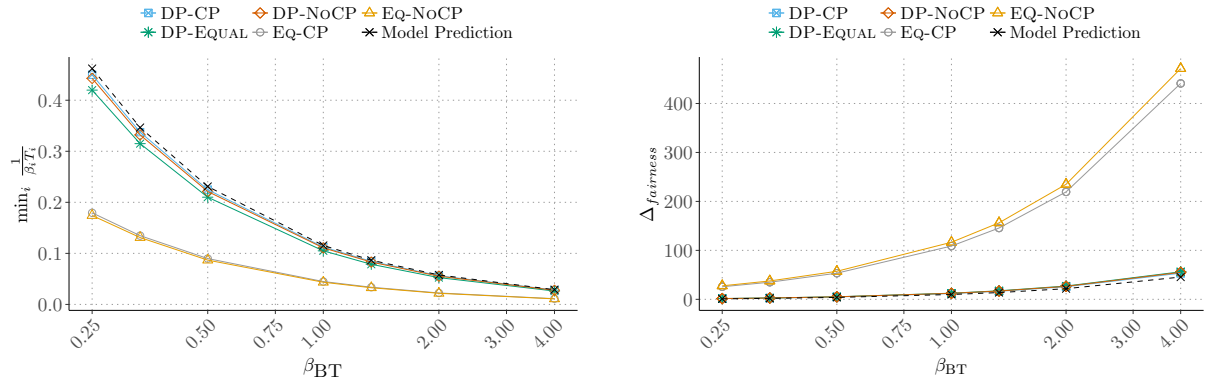 DP-CP DP-NoCP Eq-NoCP
DP-Equal Eq-CP Model Prediction
min_i 1/(β_i T_i)
0.4
0.3
0.2
0.1
0.0
0.25 0.50 0.75 1.00 2.00 3.00 4.00
β_BT
DP-CP DP-NoCP Eq-NoCP
DP-Equal Eq-CP Model Prediction
Δ_fairness
400
300
200
100
0
0.25 0.50 0.75 1.00 2.00 3.00 4.00
β_BT